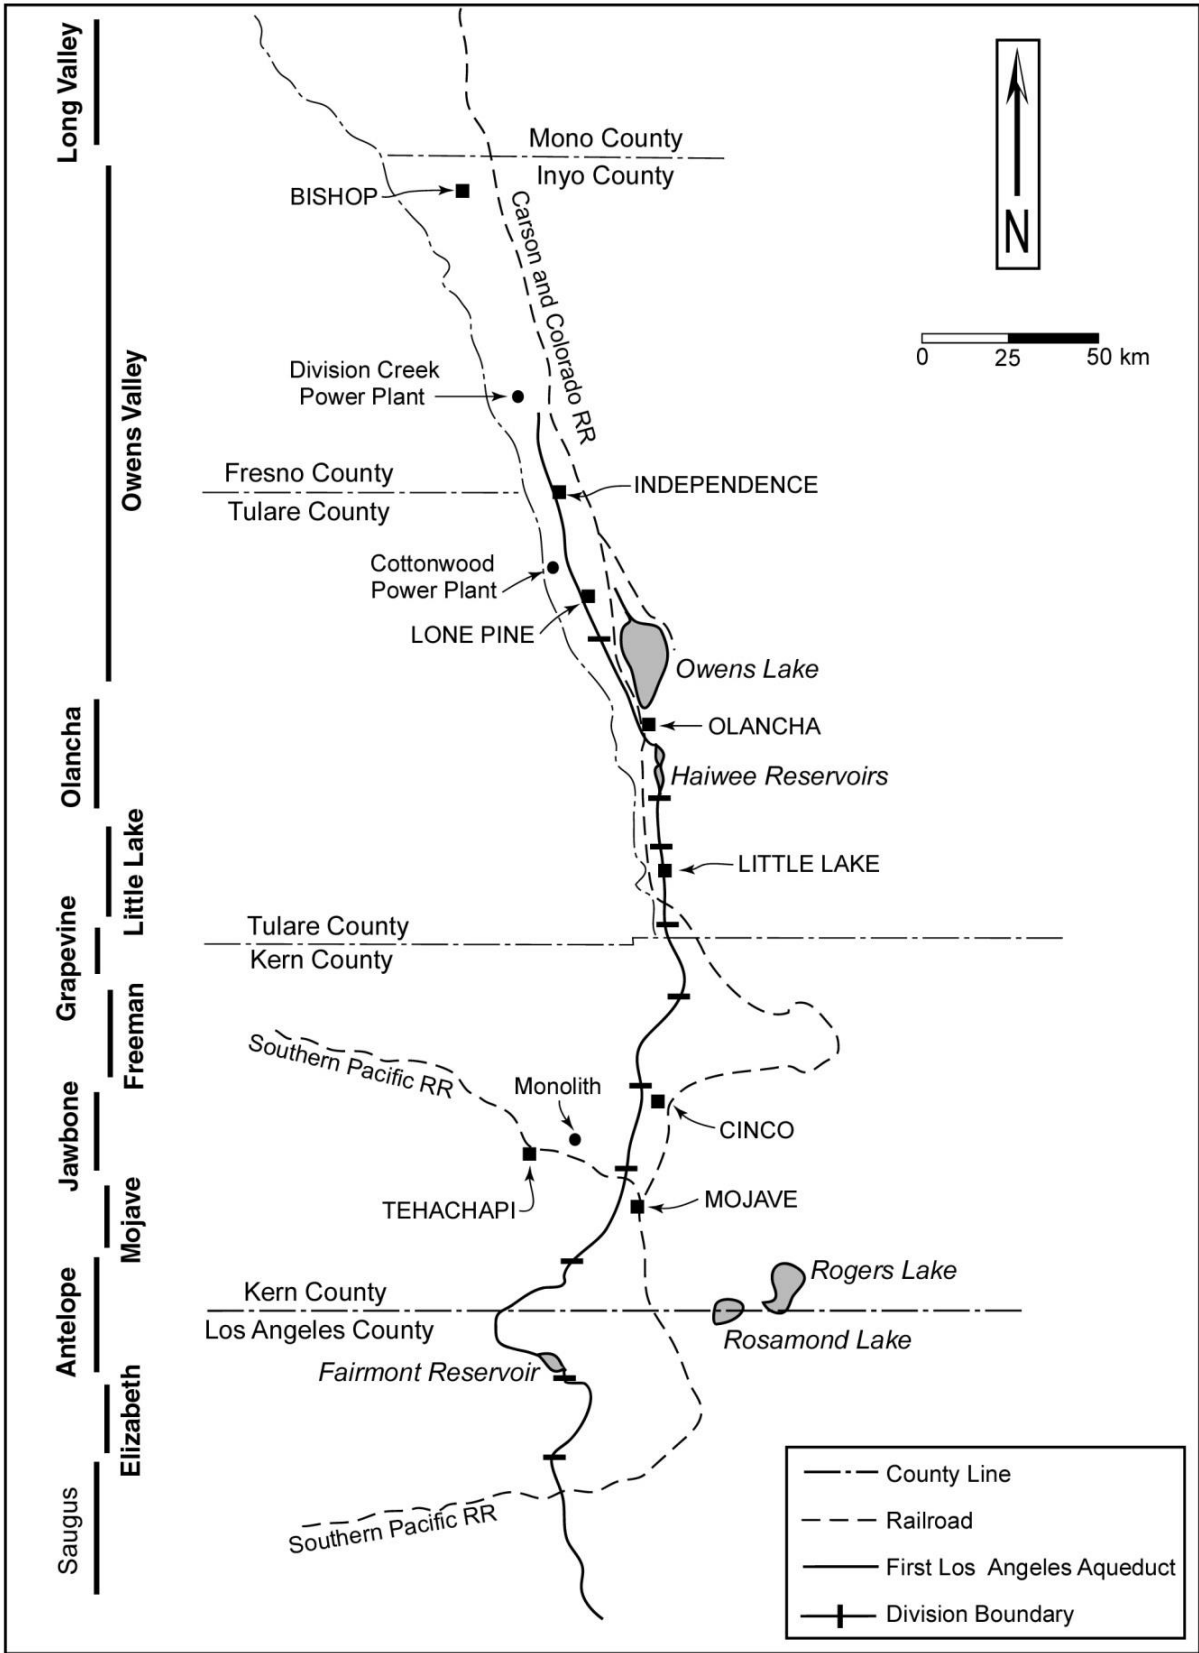 Long Valley
Mono County
Inyo County
BISHOP
Carson and Colorado RR
N
0 25 50 km
Owens Valley
Division Creek
Power Plant
Fresno County
Tulare County
INDEPENDENCE
Cottonwood
Power Plant
LONE PINE
Owens Lake
Olancha
OLANCHA
Haiwee Reservoirs
Little Lake
LITTLE LAKE
Grapevine
Tulare County
Kern County
Freeman
Southern Pacific RR
Monolith
Jawbone
CINCO
TEHACHAPI
Mojave
MOJAVE
Antelope
Kern County
Los Angeles County
Rogers Lake
Rosamond Lake
Fairmont Reservoir
Elizabeth
Saugus
Southern Pacific RR
County Line
Railroad
First Los Angeles Aqueduct
Division Boundary